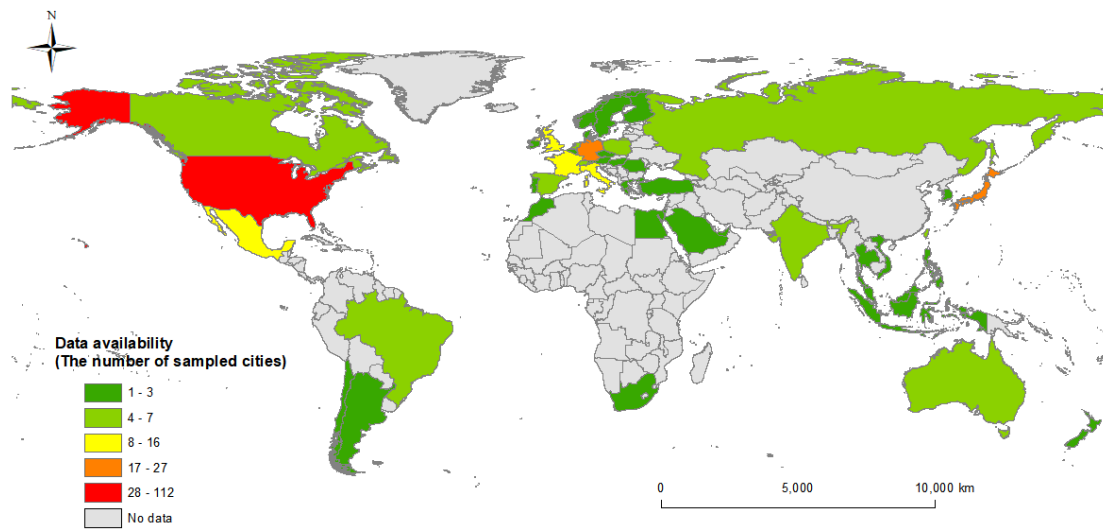 N
Data availability
(The number of sampled cities)
1 - 3
4 - 7
8 - 16
17 - 27
28 - 112
No data
0 5,000 10,000 km